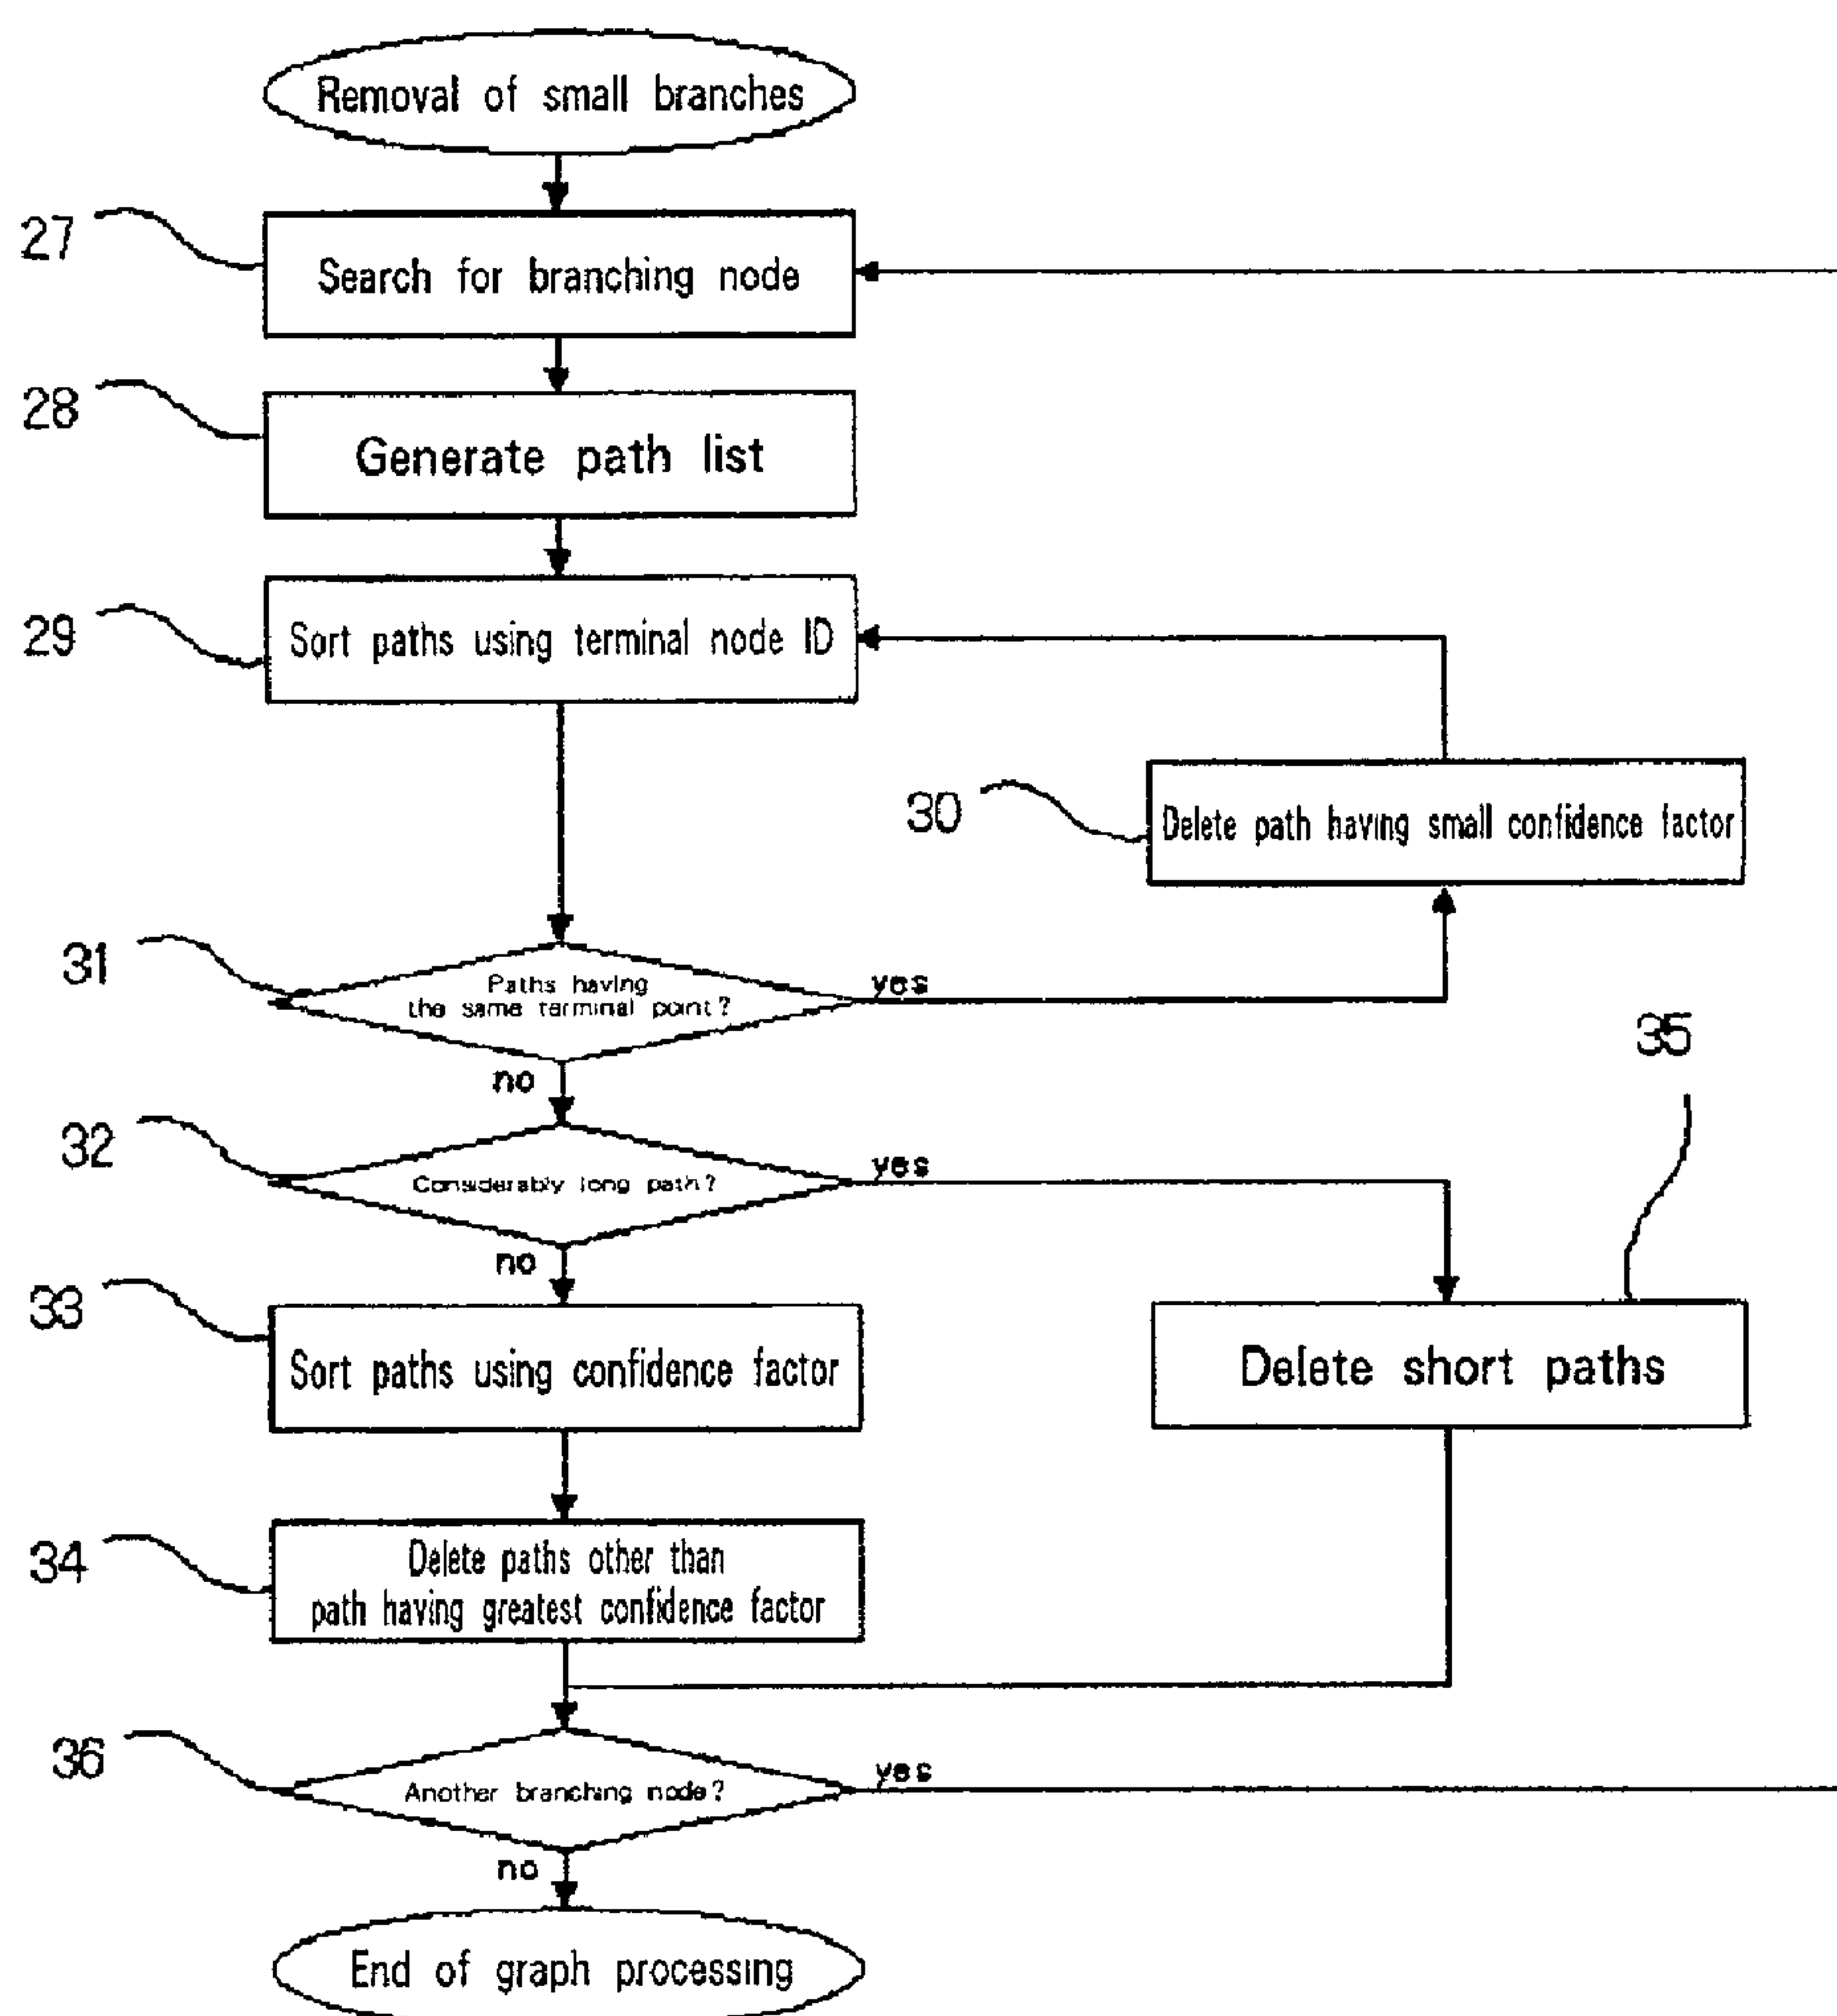 Removal of small branches
27
Search for branching node
28
Generate path list
29
Sort paths using terminal node ID
30
Delete path having small confidence factor
31
Paths having
the same terminal point?
yes
no
35
32
Considerably long path?
yes
no
33
Sort paths using confidence factor
Delete short paths
34
Delete paths other than
path having greatest confidence factor
36
Another branching node?
yes
no
End of graph processing